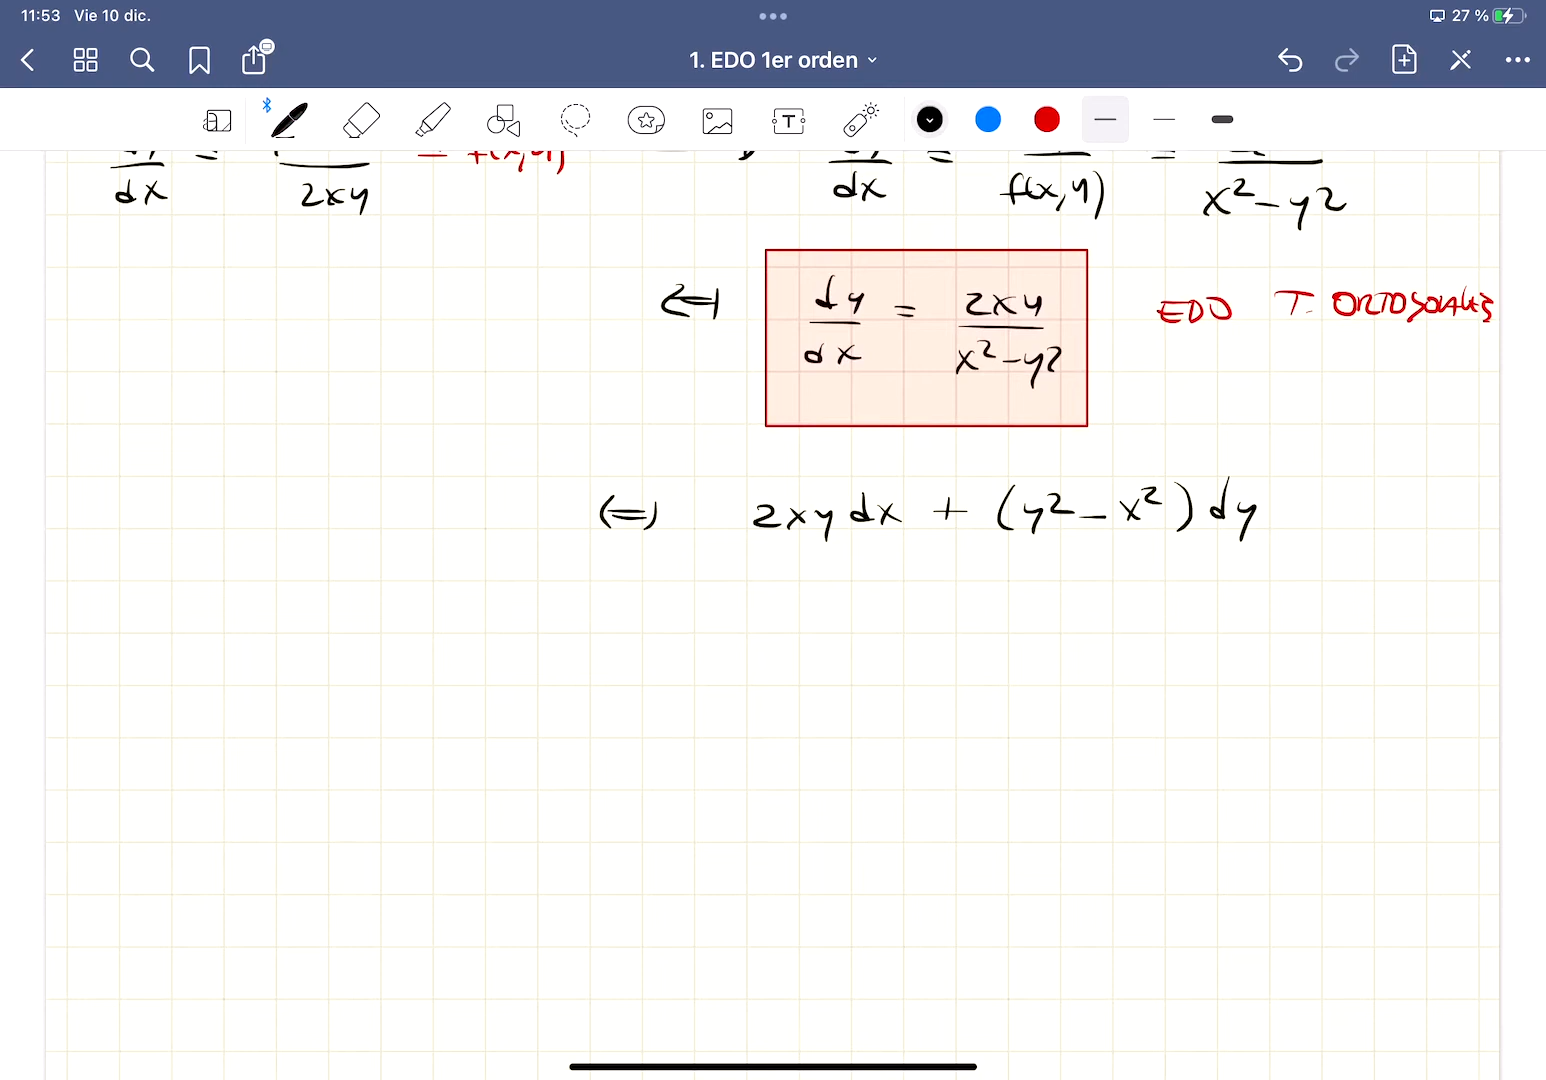 11:53 Vie 10 dic. 27 %
1. EDO 1er orden
dx = 2xy = f(x,y) dx = f(x,y) = x² - y²
⟺ dy/dx = 2xy/(x² - y²) EDO T. ORTOGONALES
⟺ 2xy dx + (y² - x²) dy